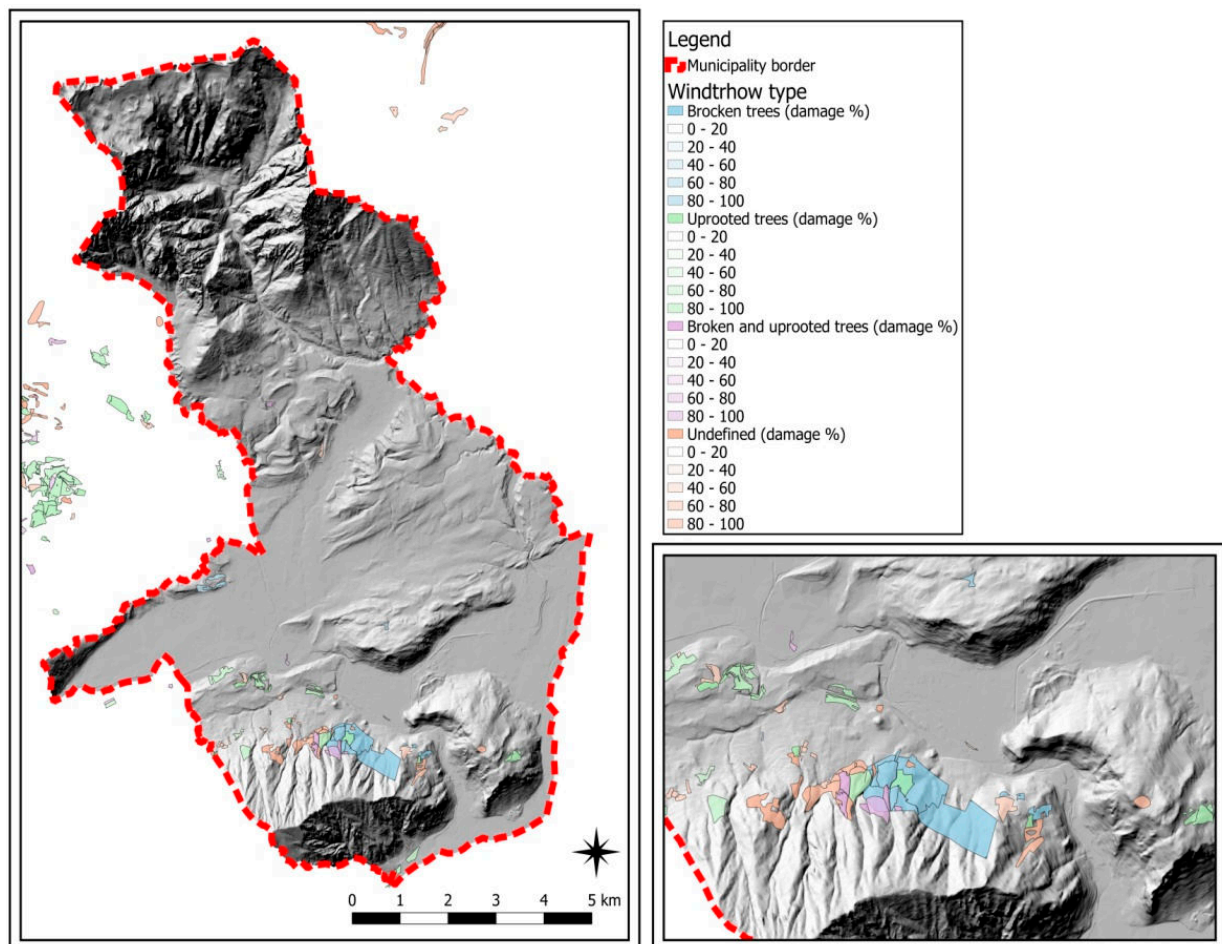 Legend
Municipality border
Windtrhow type
Brocken trees (damage %)
0 - 20
20 - 40
40 - 60
60 - 80
80 - 100
Uprooted trees (damage %)
0 - 20
20 - 40
40 - 60
60 - 80
80 - 100
Broken and uprooted trees (damage %)
0 - 20
20 - 40
40 - 60
60 - 80
80 - 100
Undefined (damage %)
0 - 20
20 - 40
40 - 60
60 - 80
80 - 100
0 1 2 3 4 5 km